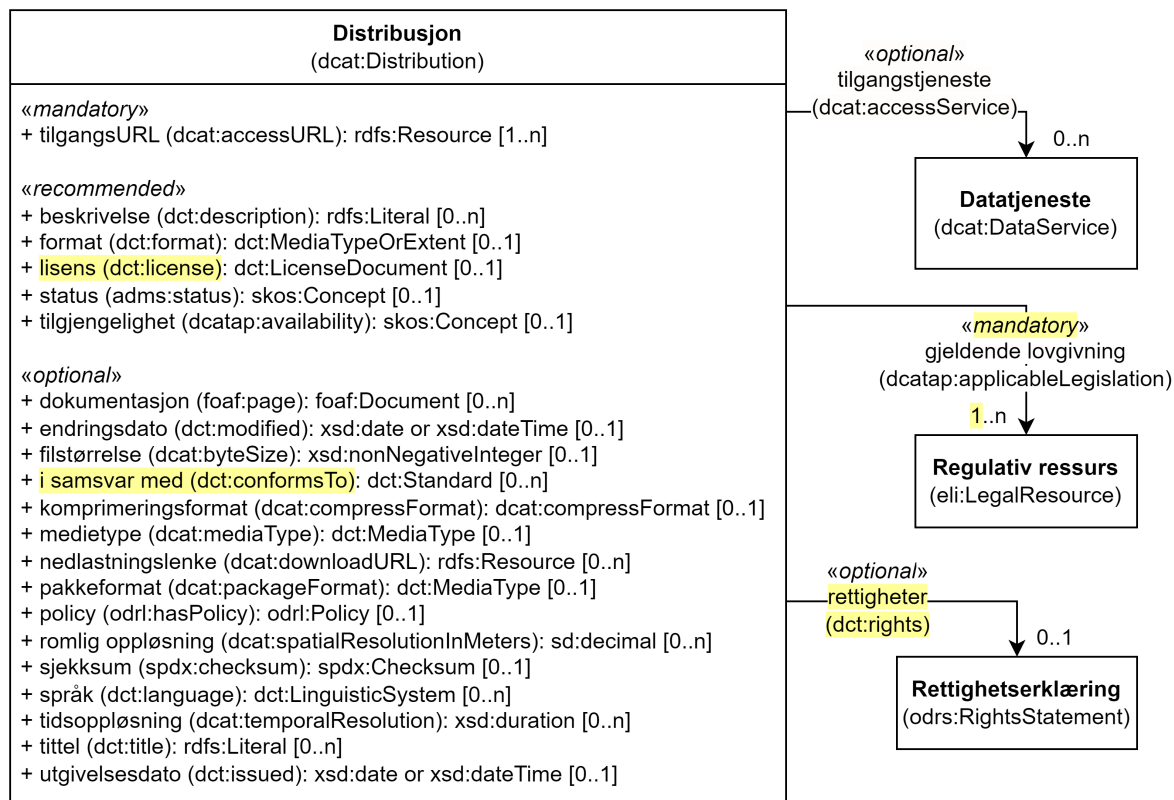 Distribusjon
(dcat:Distribution)
«mandatory»
+ tilgangsURL (dcat:accessURL): rdfs:Resource [1..n]
«recommended»
+ beskrivelse (dct:description): rdfs:Literal [0..n]
+ format (dct:format): dct:MediaTypeOrExtent [0..1]
+ lisens (dct:license): dct:LicenseDocument [0..1]
+ status (adms:status): skos:Concept [0..1]
+ tilgjengelighet (dcatap:availability): skos:Concept [0..1]
«optional»
+ dokumentasjon (foaf:page): foaf:Document [0..n]
+ endringsdato (dct:modified): xsd:date or xsd:dateTime [0..1]
+ filstørrelse (dcat:byteSize): xsd:nonNegativeInteger [0..1]
+ i samsvar med (dct:conformsTo): dct:Standard [0..n]
+ komprimeringsformat (dcat:compressFormat): dcat:compressFormat [0..1]
+ medietype (dcat:mediaType): dct:MediaType [0..1]
+ nedlastningslenke (dcat:downloadURL): rdfs:Resource [0..n]
+ pakkeformat (dcat:packageFormat): dct:MediaType [0..1]
+ policy (odrl:hasPolicy): odrl:Policy [0..1]
+ romlig oppløsning (dcat:spatialResolutionInMeters): sd:decimal [0..n]
+ sjekksum (spdx:checksum): spdx:Checksum [0..1]
+ språk (dct:language): dct:LinguisticSystem [0..n]
+ tidsoppløsning (dcat:temporalResolution): xsd:duration [0..n]
+ tittel (dct:title): rdfs:Literal [0..n]
+ utgivelsesdato (dct:issued): xsd:date or xsd:dateTime [0..1]
«optional»
tilgangstjeneste
(dcat:accessService)
0..n
Datatjeneste
(dcat:DataService)
«mandatory»
gjeldende lovgivning
(dcatap:applicableLegislation)
1..n
Regulativ ressurs
(eli:LegalResource)
«optional»
rettigheter
(dct:rights)
0..1
Rettighetserklæring
(odrs:RightsStatement)